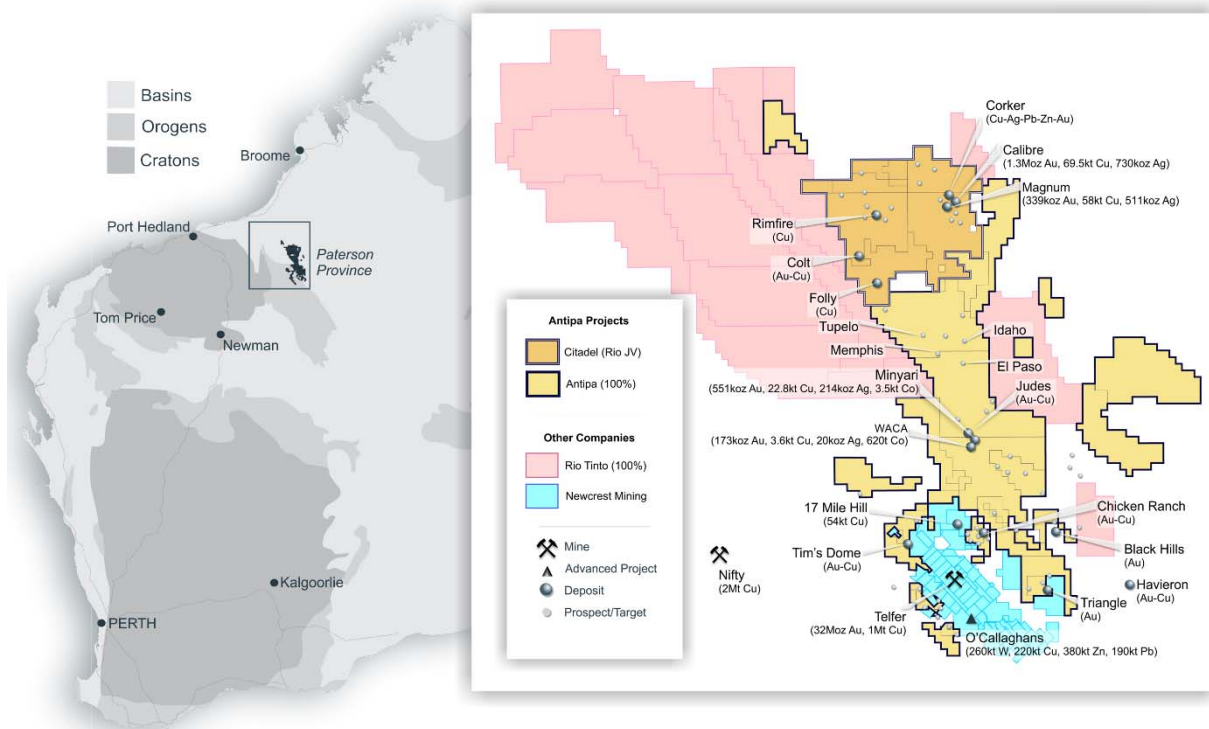 Basins
Orogens
Cratons
Broome
Port Hedland
Paterson
Province
Tom Price
Newman
Kalgoorlie
PERTH
Corker
(Cu-Ag-Pb-Zn-Au)
Calibre
(1.3Moz Au, 69.5kt Cu, 730koz Ag)
Magnum
(339koz Au, 58kt Cu, 511koz Ag)
Rimfire
(Cu)
Colt
(Au-Cu)
Folly
(Cu)
Tupelo
Idaho
Memphis
El Paso
Minyari
(551koz Au, 22.8kt Cu, 214koz Ag, 3.5kt Co)
Judes
(Au-Cu)
WACA
(173koz Au, 3.6kt Cu, 20koz Ag, 620t Co)
17 Mile Hill
(54kt Cu)
Chicken Ranch
(Au-Cu)
Tim's Dome
(Au-Cu)
Black Hills
(Au)
Nifty
(2Mt Cu)
Havieron
(Au-Cu)
Triangle
(Au)
Telfer
(32Moz Au, 1Mt Cu)
O'Callaghans
(260kt W, 220kt Cu, 380kt Zn, 190kt Pb)
Antipa Projects
Citadel (Rio JV)
Antipa (100%)
Other Companies
Rio Tinto (100%)
Newcrest Mining
Mine
Advanced Project
Deposit
Prospect/Target